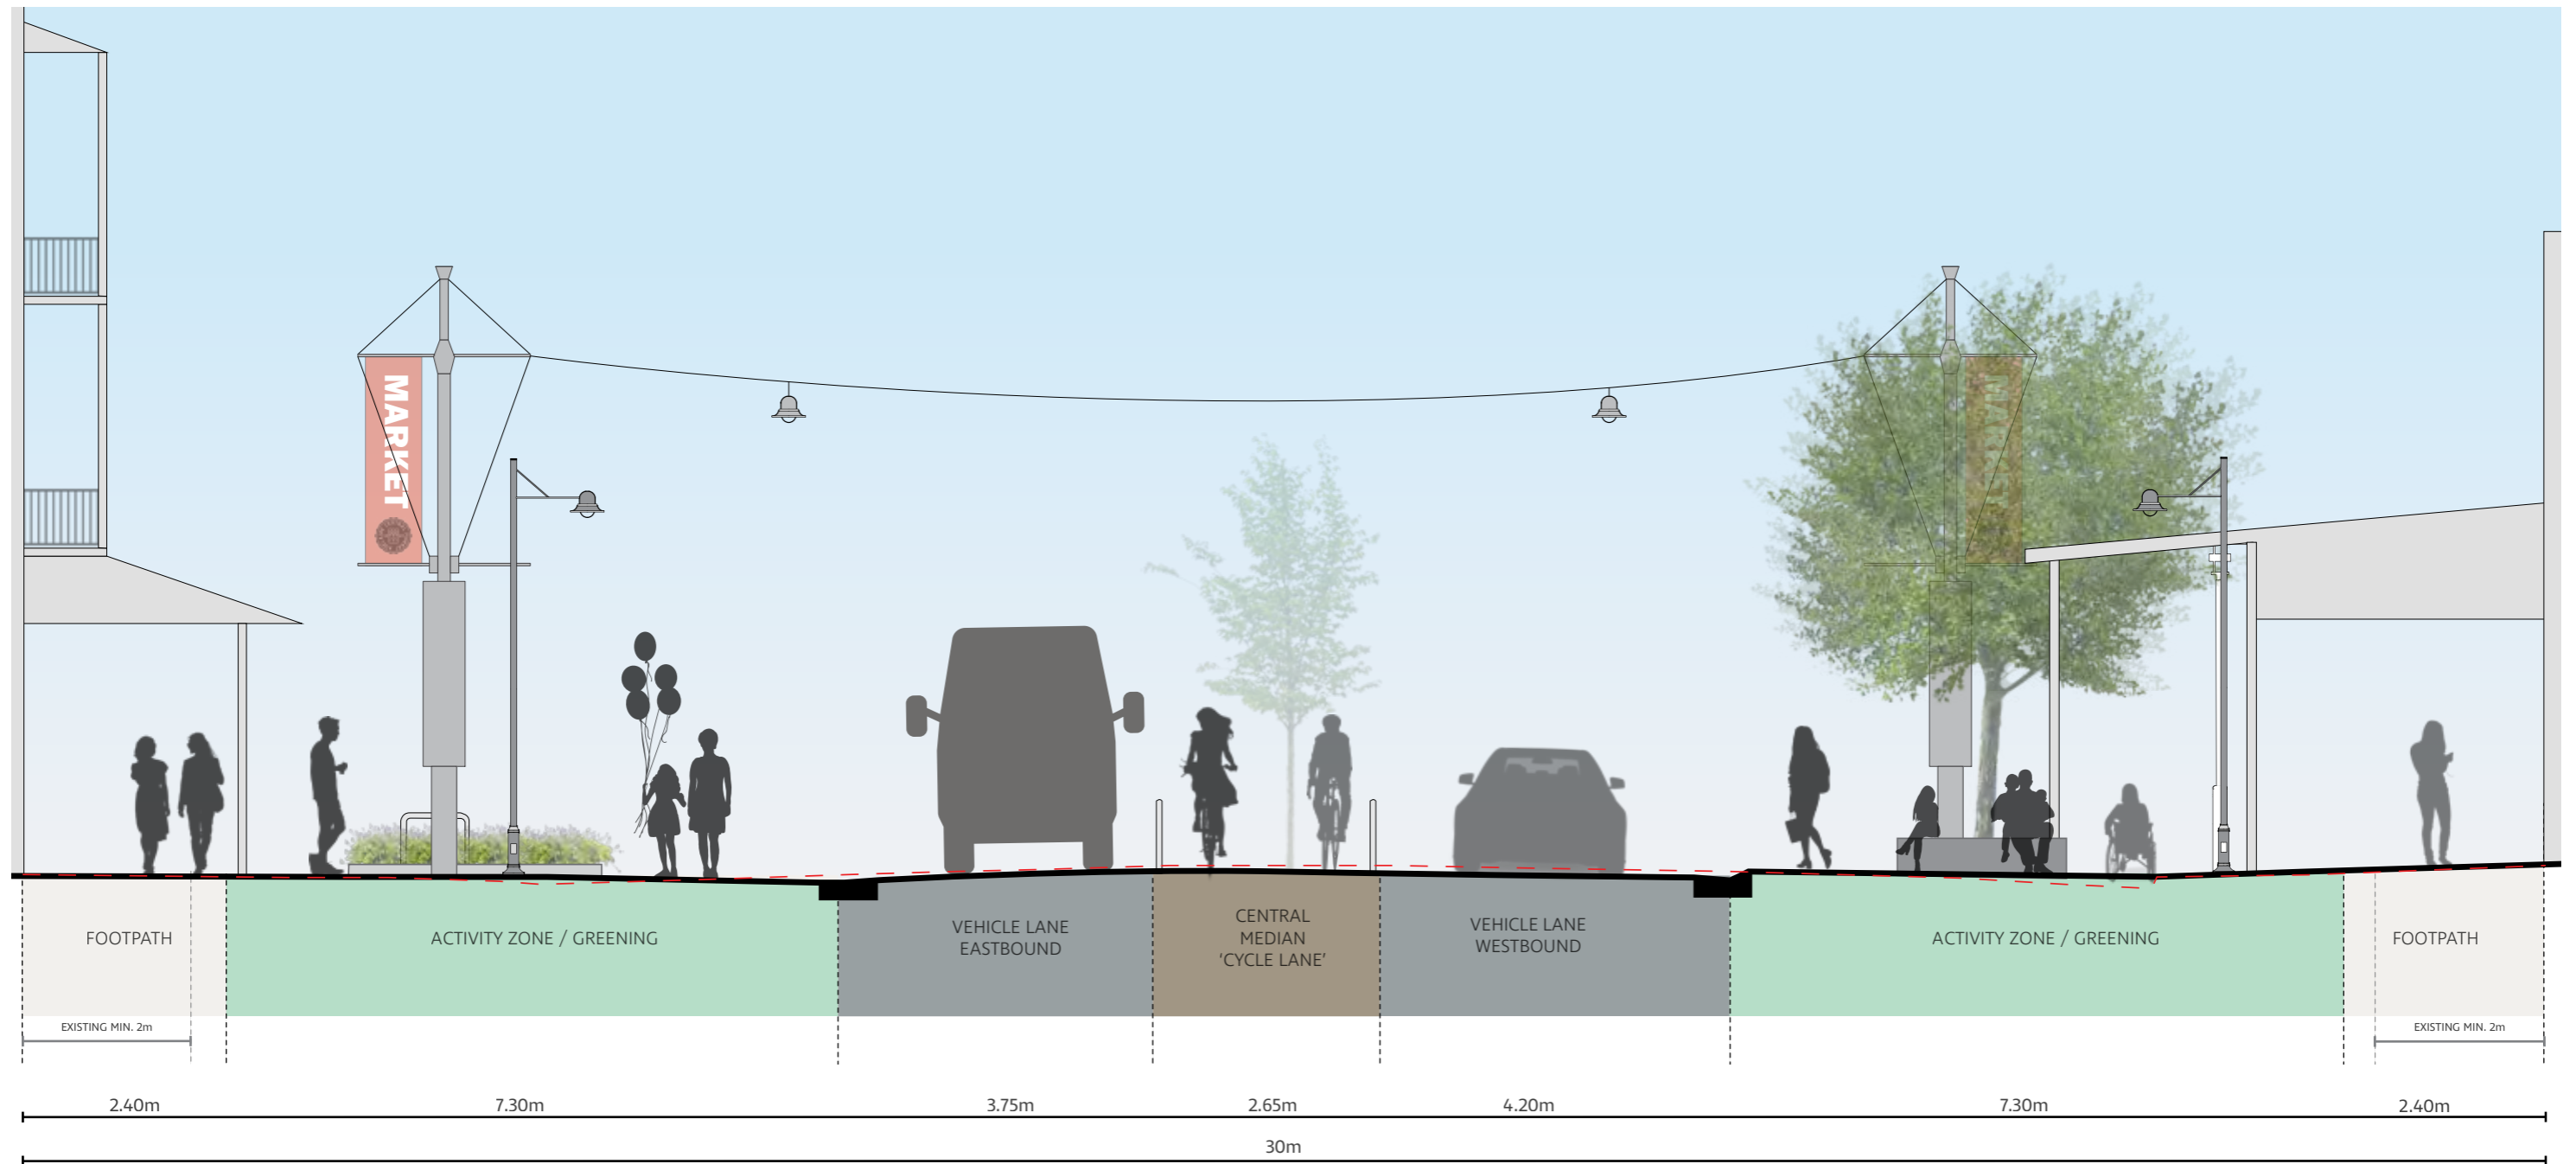 MARKET
MARKET
FOOTPATH
ACTIVITY ZONE / GREENING
VEHICLE LANE
EASTBOUND
CENTRAL
MEDIAN
‘CYCLE LANE’
VEHICLE LANE
WESTBOUND
ACTIVITY ZONE / GREENING
FOOTPATH
EXISTING MIN. 2m
EXISTING MIN. 2m
2.40m
7.30m
3.75m
2.65m
4.20m
7.30m
2.40m
30m